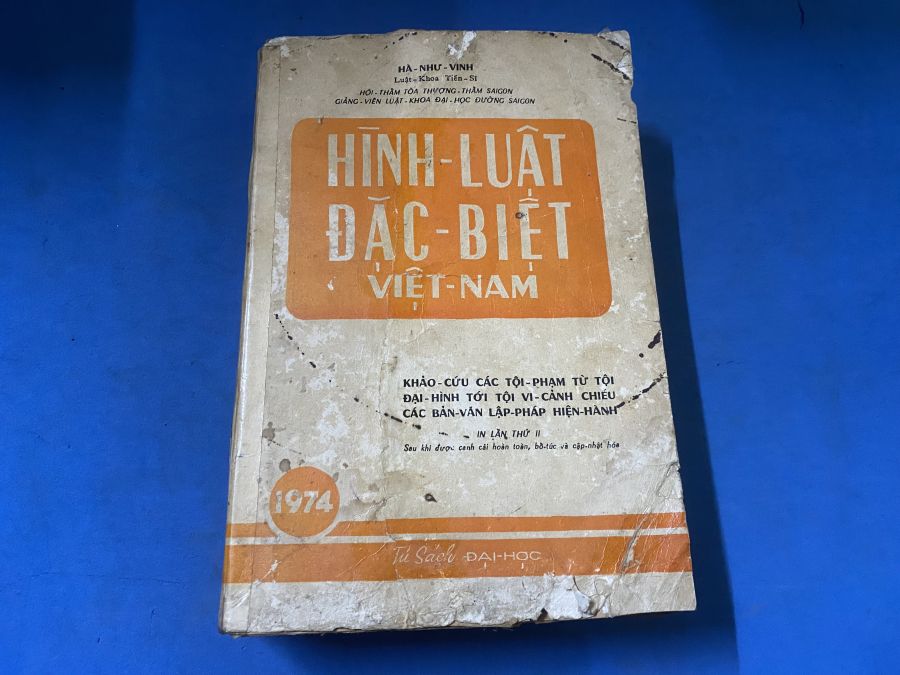 HÀ-NHƯ-VINH
Luật-Khoa Tiến-Sĩ
HỘI-THẨM TÒA THƯỢNG-THẨM SAIGON
GIẢNG-VIÊN LUẬT-KHOA ĐẠI-HỌC ĐƯỜNG SAIGON
HÌNH-LUẬT
ĐẶC-BIỆT
VIỆT-NAM
KHẢO-CỨU CÁC TỘI-PHẠM TỪ TỘI
ĐẠI-HÌNH TỚI TỘI VI-CẢNH CHIẾU
CÁC BẢN-VĂN LẬP-PHÁP HIỆN-HÀNH
IN LẦN THỨ II
Sau khi được canh cải hoàn toàn, bổ-túc và cập-nhật hóa
1974
Tủ Sách ĐẠI-HỌC